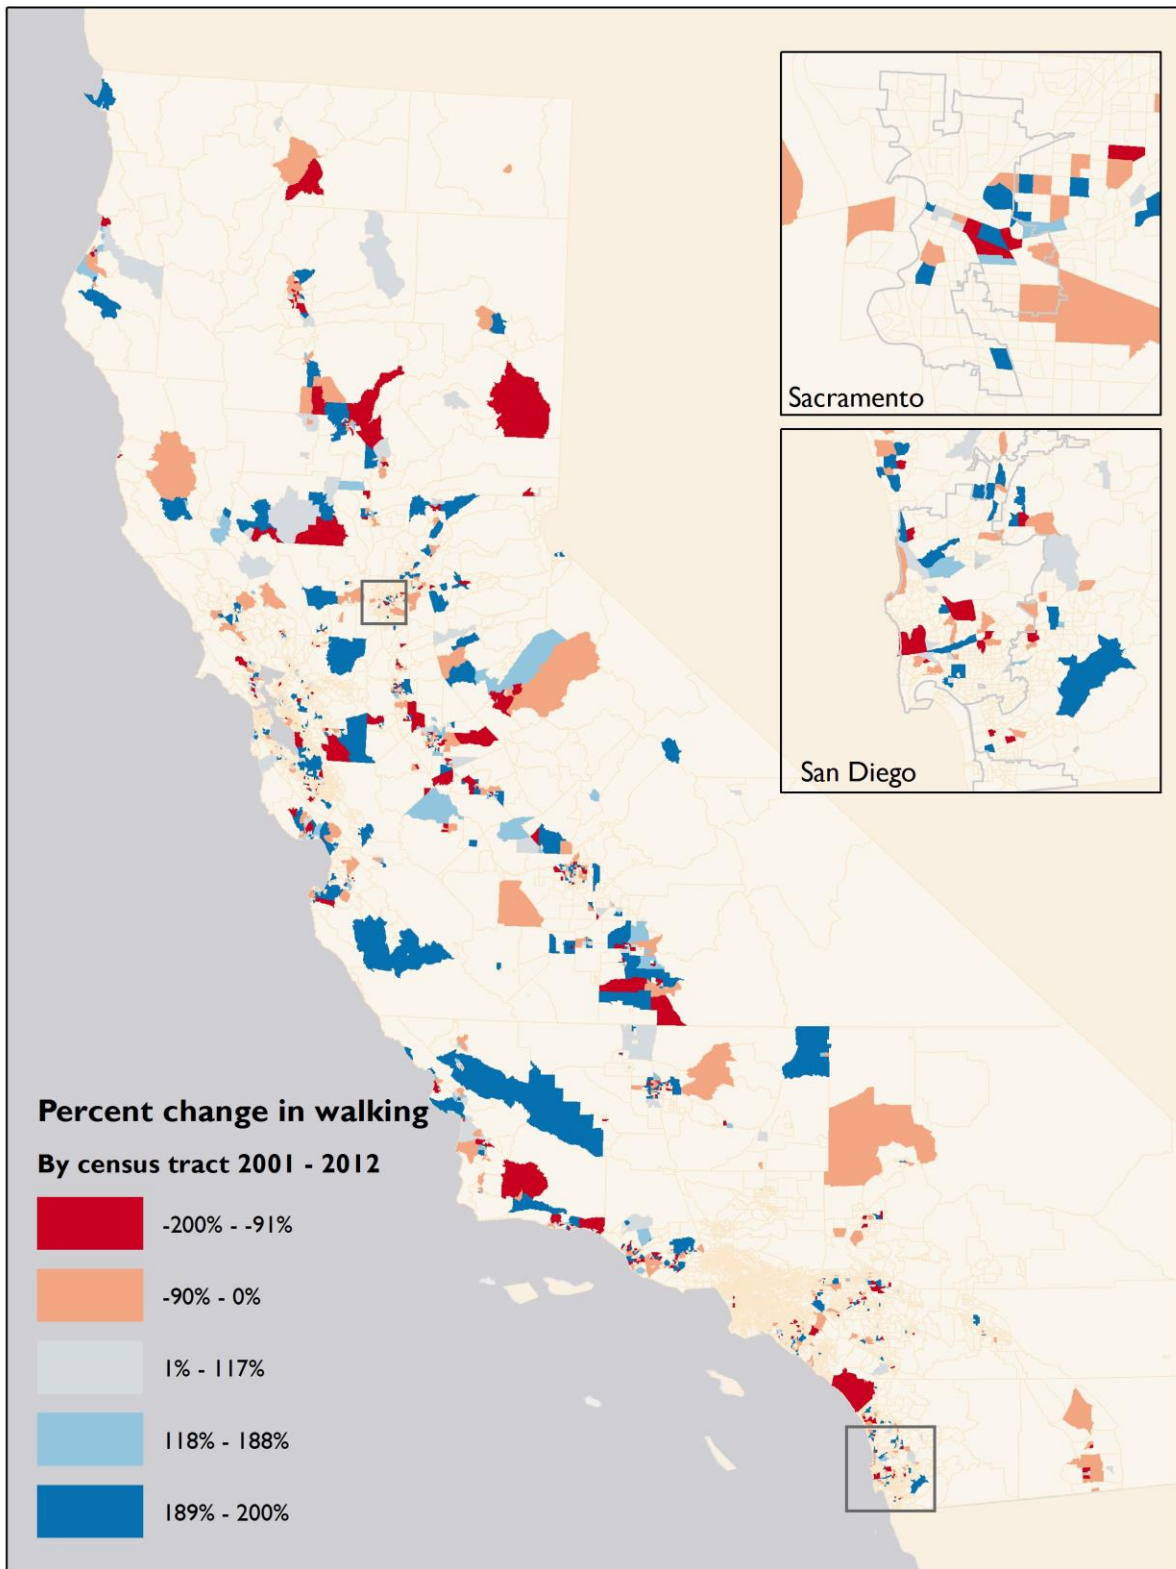 Sacramento
San Diego
Percent change in walking
By census tract 2001 - 2012
-200% - -91%
-90% - 0%
1% - 117%
118% - 188%
189% - 200%